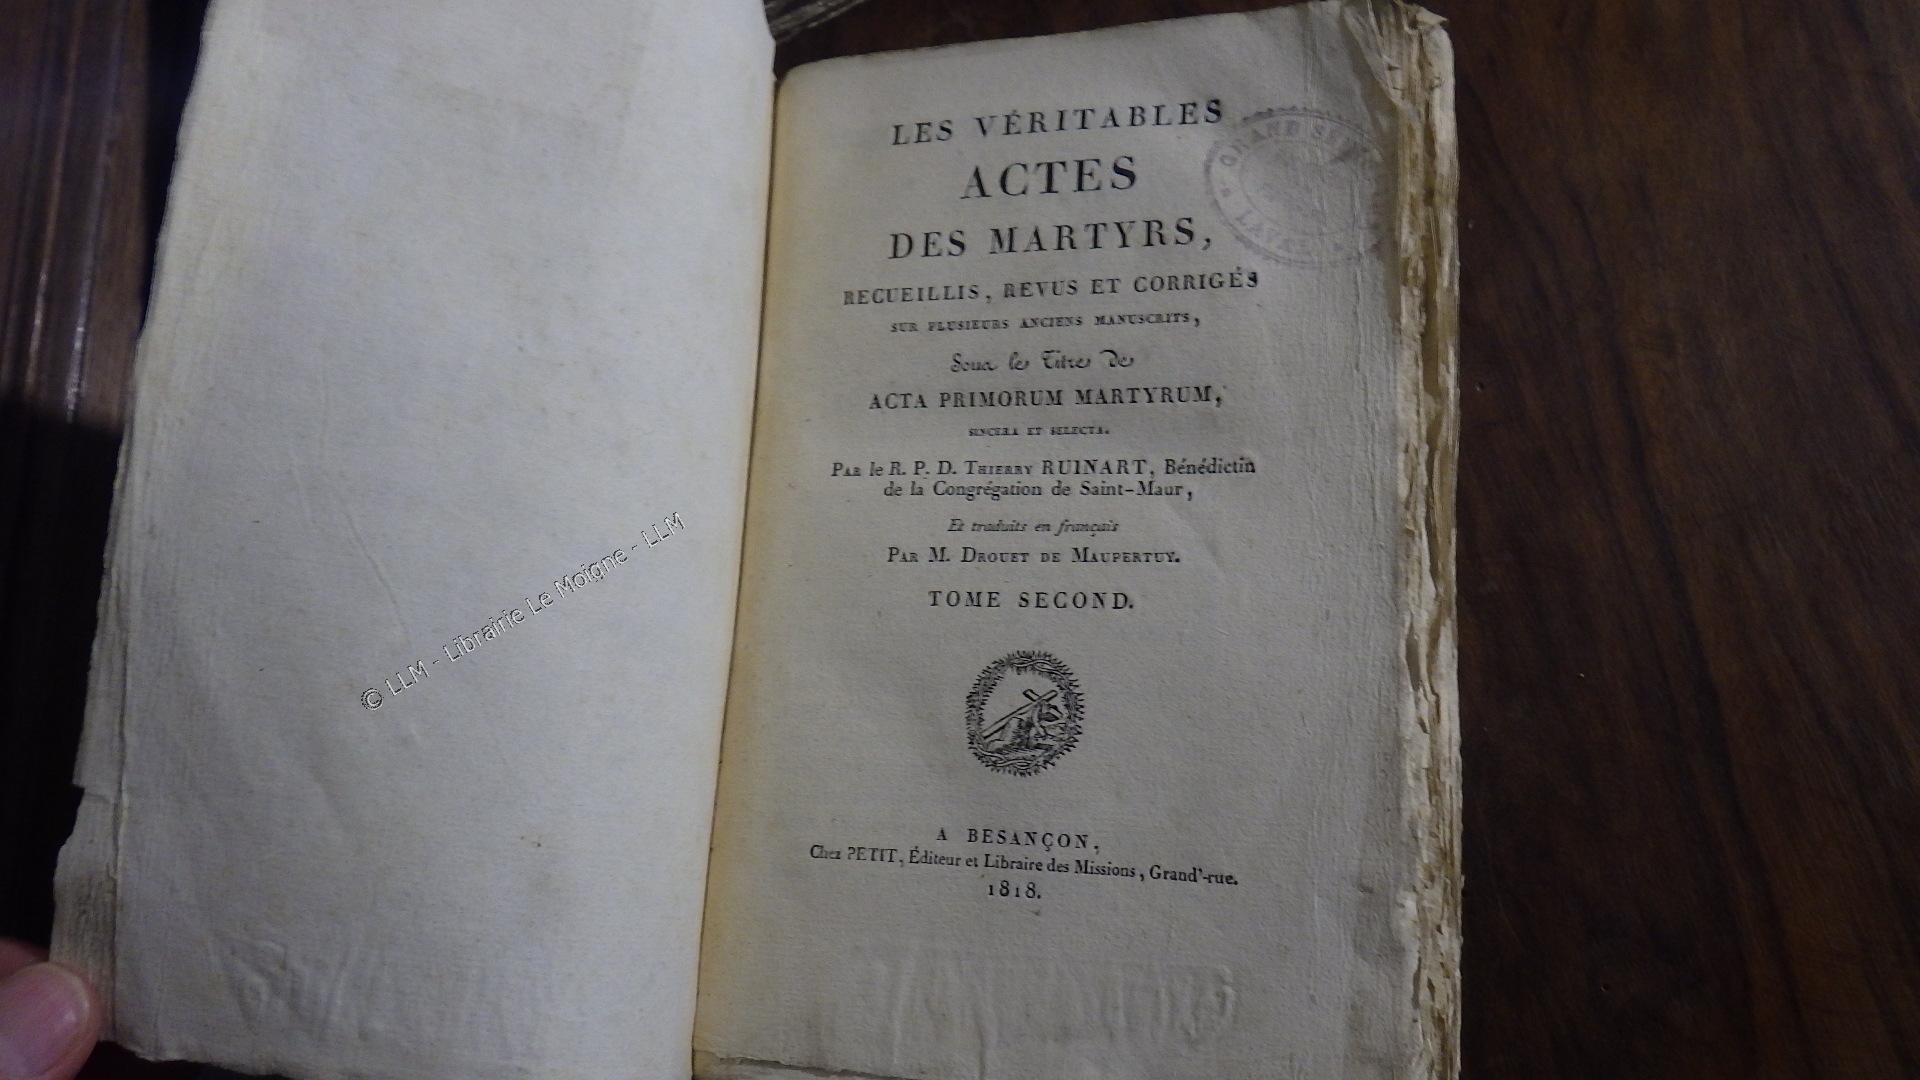 LES VÉRITABLES
ACTES
DES MARTYRS,
RECUEILLIS, REVUS ET CORRIGÉS
SUR PLUSIEURS ANCIENS MANUSCRITS,
Sous le Titre de
ACTA PRIMORUM MARTYRUM,
SINCERA ET SELECTA.
PAR le R. P. D. THIERRY RUINART, Bénédictin
de la Congrégation de Saint-Maur,
Et traduits en français
PAR M. DROUET DE MAUPERTUY.
TOME SECOND.
A BESANÇON,
Chez PETIT, Éditeur et Libraire des Missions, Grand'-rue.
1818.
GRAND
© LLM - Librairie Le Moigne - LLM